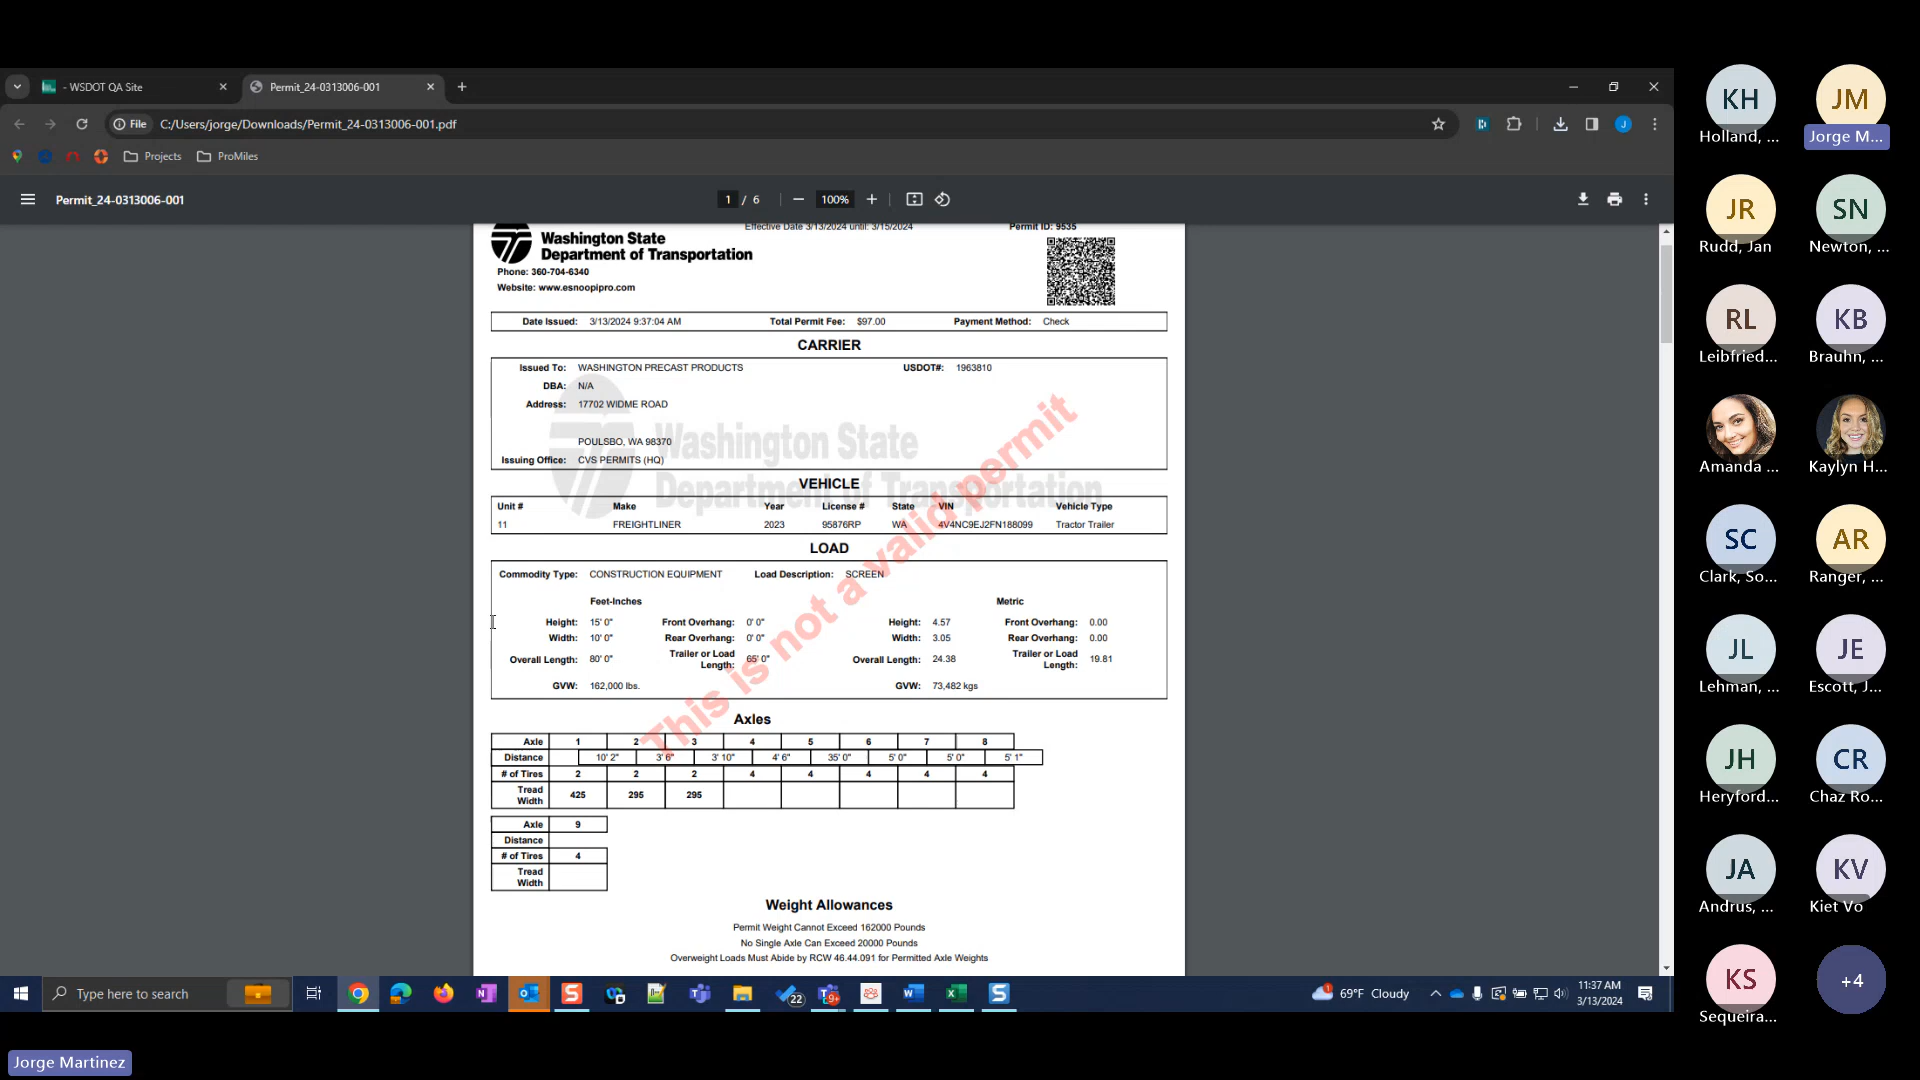 - WSDOT QA Site
Permit_24-0313006-001
File
C:/Users/jorge/Downloads/Permit_24-0313006-001.pdf
Projects
ProMiles
Permit_24-0313006-001
1 / 6
100%
Effective Date 3/13/2024 until: 3/15/2024
Permit ID: 9535
Washington State
Department of Transportation
Phone: 360-704-6340
Website: www.esnoopipro.com
Date Issued: 3/13/2024 9:37:04 AM Total Permit Fee: $97.00 Payment Method: Check
CARRIER
Issued To: WASHINGTON PRECAST PRODUCTS USDOT#: 1963810
DBA: N/A
Address: 17702 WIDME ROAD
POULSBO, WA 98370
Issuing Office: CVS PERMITS (HQ)
Washington State
Department of Transportation
This is not a valid permit
VEHICLE
Unit # Make Year License # State VIN Vehicle Type
11 FREIGHTLINER 2023 95876RP WA 4V4NC9EJ2FN188099 Tractor Trailer
LOAD
Commodity Type: CONSTRUCTION EQUIPMENT Load Description: SCREEN
Feet-Inches Metric
Height: 15' 0" Front Overhang: 0' 0" Height: 4.57 Front Overhang: 0.00
Width: 10' 0" Rear Overhang: 0' 0" Width: 3.05 Rear Overhang: 0.00
Overall Length: 80' 0" Trailer or Load Length: 65' 0" Overall Length: 24.38 Trailer or Load Length: 19.81
GVW: 162,000 lbs. GVW: 73,482 kgs
Axles
Axle 1 2 3 4 5 6 7 8
Distance 10' 2" 3' 6" 3' 10" 4' 6" 35' 0" 5' 0" 5' 0" 5' 1"
# of Tires 2 2 2 4 4 4 4 4
Tread Width 425 295 295
Axle 9
Distance
# of Tires 4
Tread Width
Weight Allowances
Permit Weight Cannot Exceed 162000 Pounds
No Single Axle Can Exceed 20000 Pounds
Overweight Loads Must Abide by RCW 46.44.091 for Permitted Axle Weights
Type here to search
22
9+
69°F Cloudy
11:37 AM
3/13/2024
Jorge Martinez
KH JM
Holland, ... Jorge M...
JR SN
Rudd, Jan Newton, ...
RL KB
Leibfried... Brauhn, ...
Amanda ... Kaylyn H...
SC AR
Clark, So... Ranger, ...
JL JE
Lehman, ... Escott, J...
JH CR
Heryford... Chaz Ro...
JA KV
Andrus, ... Kiet Vo
KS +4
Sequeira...